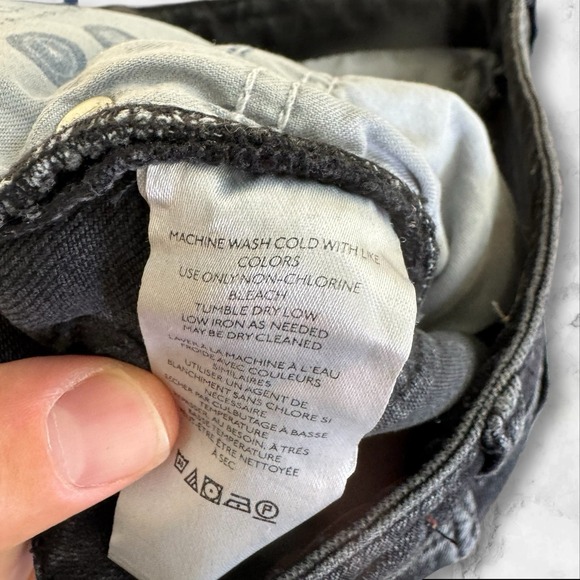 MACHINE WASH COLD WITH LIKE
COLORS
USE ONLY NON-CHLORINE
BLEACH
TUMBLE DRY LOW
LOW IRON AS NEEDED
MAY BE DRY CLEANED
LAVER À LA MACHINE À L'EAU
FROIDE AVEC COULEURS
SIMILAIRES
UTILISER UN AGENT DE
BLANCHIMENT SANS CHLORE SI
NÉCESSAIRE
SÉCHER PAR CULBUTAGE À BASSE
TEMPÉRATURE
AU BESOIN, À TRÈS
BASSE TEMPÉRATURE
PEUT ÊTRE NETTOYÉE
À SEC
P